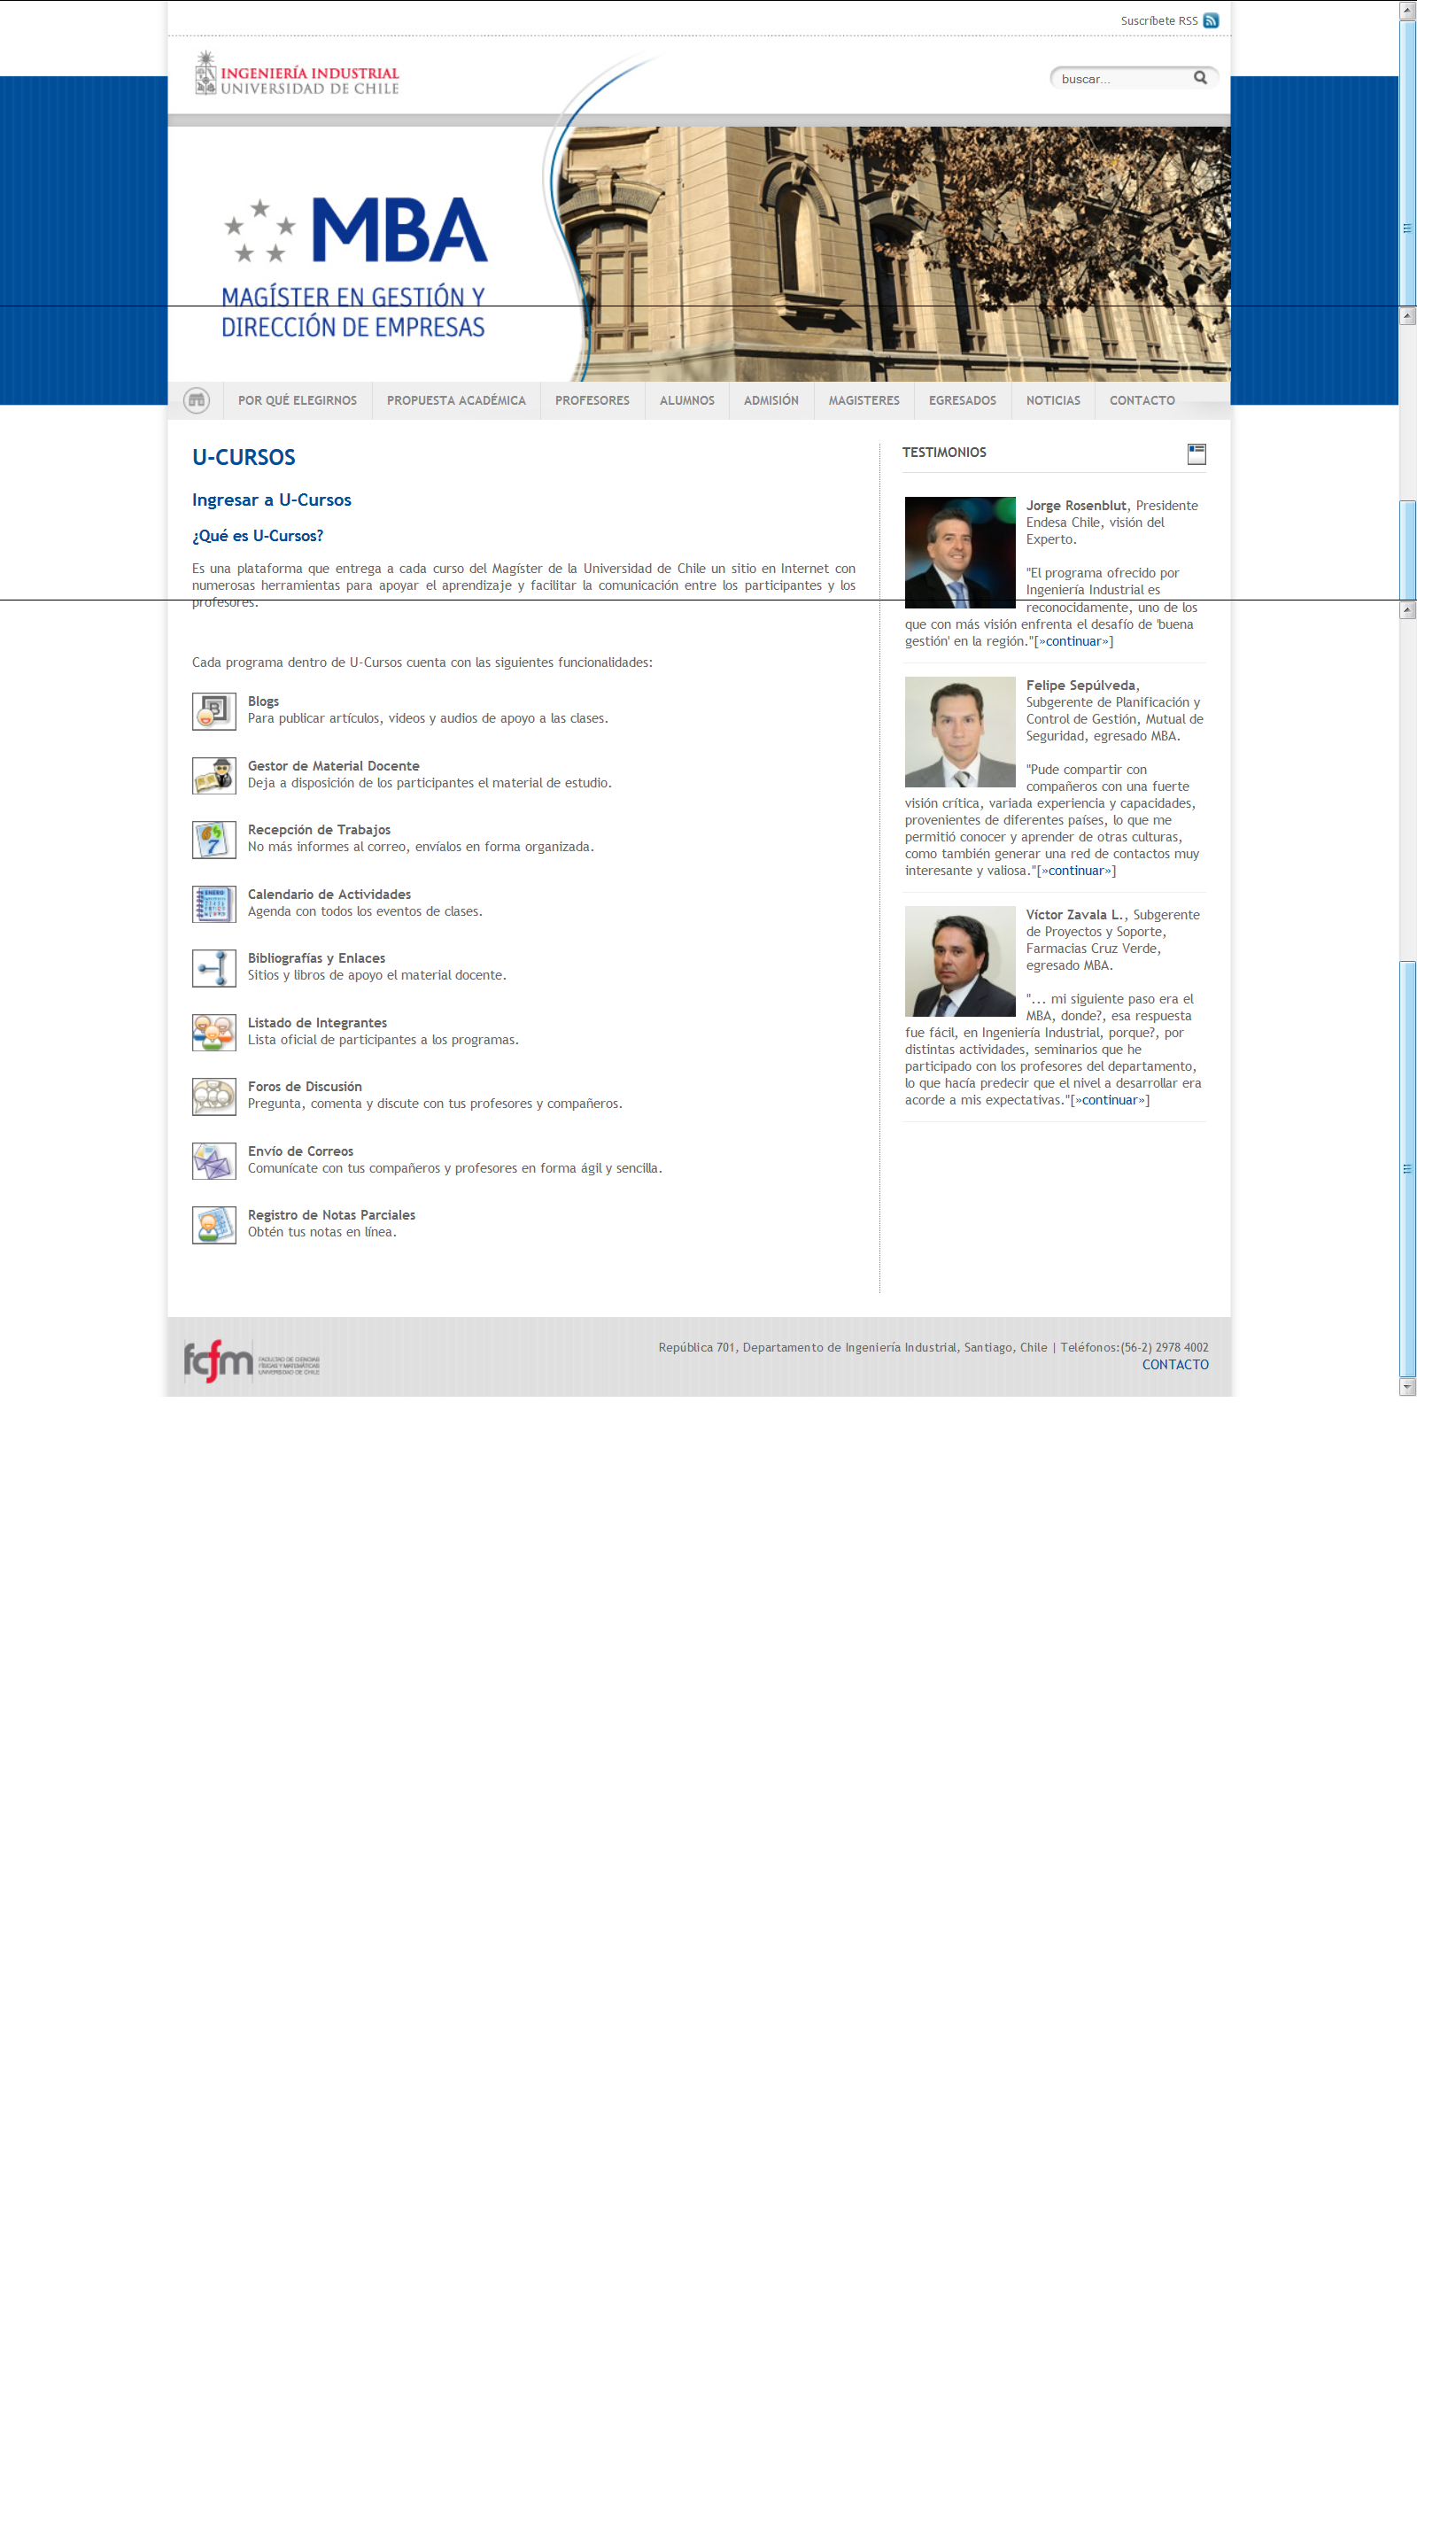 Suscríbete RSS
INGENIERÍA INDUSTRIAL
UNIVERSIDAD DE CHILE
buscar...
MBA
MAGÍSTER EN GESTIÓN Y
DIRECCIÓN DE EMPRESAS
POR QUÉ ELEGIRNOS PROPUESTA ACADÉMICA PROFESORES ALUMNOS ADMISIÓN MAGISTERES EGRESADOS NOTICIAS CONTACTO
U-CURSOS
Ingresar a U-Cursos
¿Qué es U-Cursos?
Es una plataforma que entrega a cada curso del Magíster de la Universidad de Chile un sitio en Internet con
numerosas herramientas para apoyar el aprendizaje y facilitar la comunicación entre los participantes y los
profesores.
Cada programa dentro de U-Cursos cuenta con las siguientes funcionalidades:
Blogs
Para publicar artículos, videos y audios de apoyo a las clases.
Gestor de Material Docente
Deja a disposición de los participantes el material de estudio.
Recepción de Trabajos
No más informes al correo, envíalos en forma organizada.
Calendario de Actividades
Agenda con todos los eventos de clases.
Bibliografías y Enlaces
Sitios y libros de apoyo el material docente.
Listado de Integrantes
Lista oficial de participantes a los programas.
Foros de Discusión
Pregunta, comenta y discute con tus profesores y compañeros.
Envío de Correos
Comunícate con tus compañeros y profesores en forma ágil y sencilla.
Registro de Notas Parciales
Obtén tus notas en línea.
TESTIMONIOS
Jorge Rosenblut, Presidente
Endesa Chile, visión del
Experto.
"El programa ofrecido por
Ingeniería Industrial es
reconocidamente, uno de los
que con más visión enfrenta el desafío de 'buena
gestión' en la región."[»continuar»]
Felipe Sepúlveda,
Subgerente de Planificación y
Control de Gestión, Mutual de
Seguridad, egresado MBA.
"Pude compartir con
compañeros con una fuerte
visión crítica, variada experiencia y capacidades,
provenientes de diferentes países, lo que me
permitió conocer y aprender de otras culturas,
como también generar una red de contactos muy
interesante y valiosa."[»continuar»]
Víctor Zavala L., Subgerente
de Proyectos y Soporte,
Farmacias Cruz Verde,
egresado MBA.
"... mi siguiente paso era el
MBA, donde?, esa respuesta
fue fácil, en Ingeniería Industrial, porque?, por
distintas actividades, seminarios que he
participado con los profesores del departamento,
lo que hacía predecir que el nivel a desarrollar era
acorde a mis expectativas."[»continuar»]
fcfm
FACULTAD DE CIENCIAS
FÍSICAS Y MATEMÁTICAS
UNIVERSIDAD DE CHILE
República 701, Departamento de Ingeniería Industrial, Santiago, Chile | Teléfonos:(56-2) 2978 4002
CONTACTO